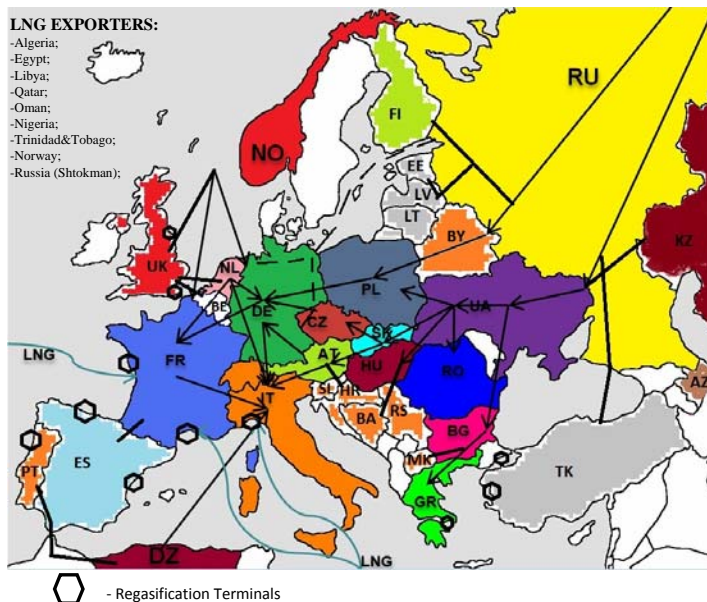 LNG EXPORTERS:
-Algeria;
-Egypt;
-Libya;
-Qatar;
-Oman;
-Nigeria;
-Trinidad&Tobago;
-Norway;
-Russia (Shtokman);
RU
FI
NO
EE
LV
LT
BY
KZ
UK
NL
BE
DE
PL
UA
CZ
SK
FR
AT
HU
RO
AZ
LNG
IT
SL
HR
BA
RS
BG
MK
PT
ES
GR
TK
DZ
LNG
- Regasification Terminals